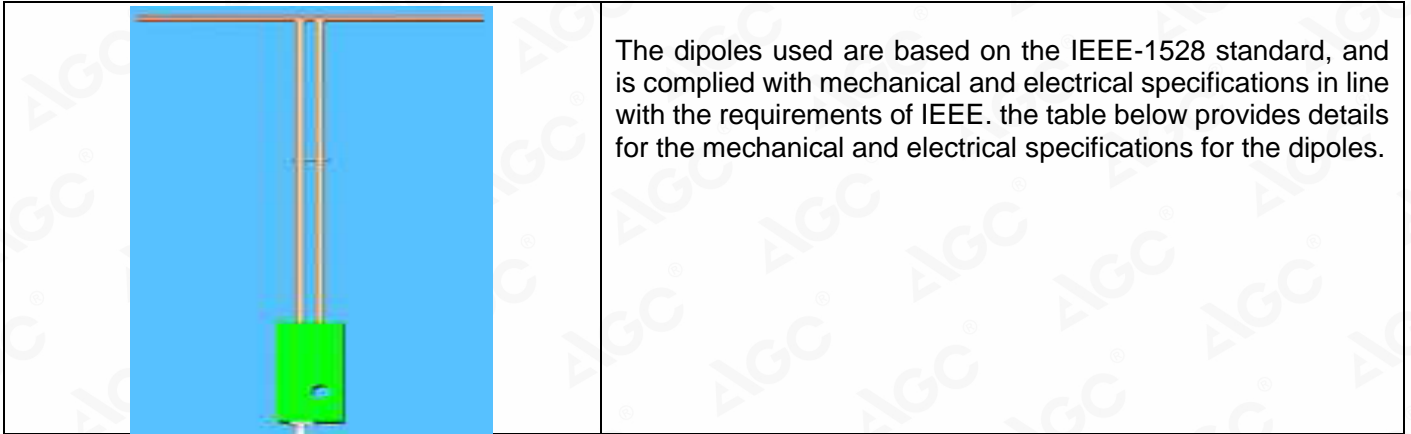 The dipoles used are based on the IEEE-1528 standard, and
is complied with mechanical and electrical specifications in line
with the requirements of IEEE. the table below provides details
for the mechanical and electrical specifications for the dipoles.
AGC